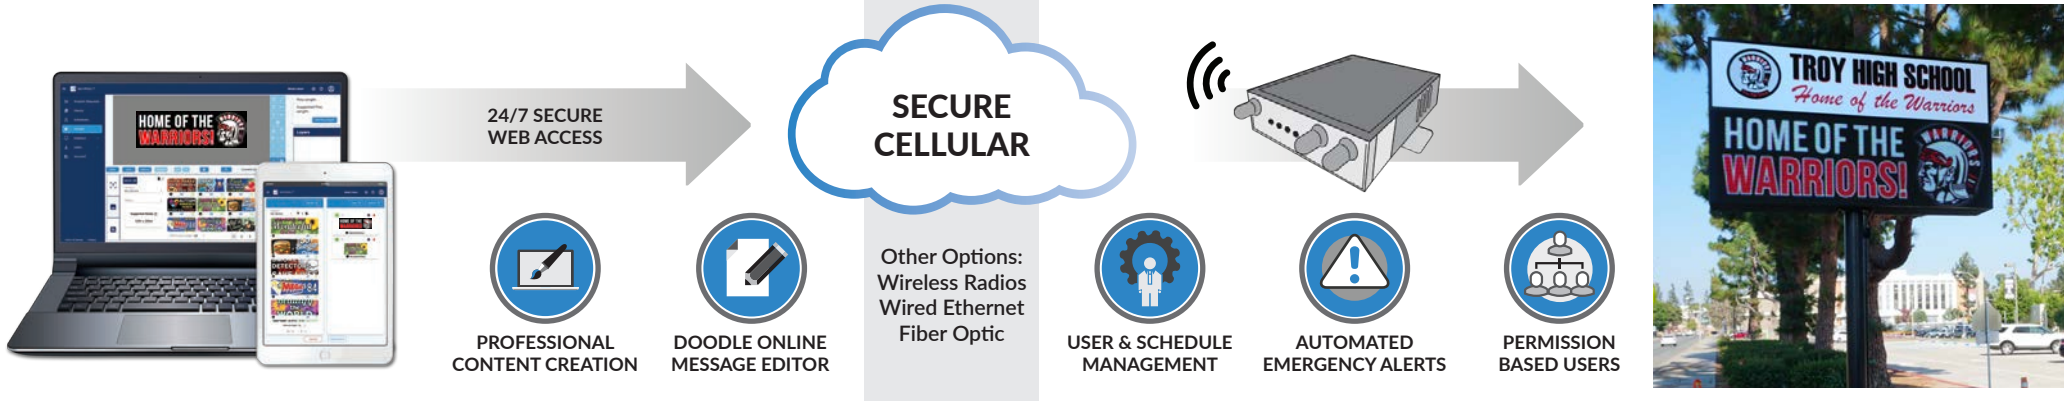 HOME OF THE
WARRIORS!
24/7 SECURE
WEB ACCESS
SECURE
CELLULAR
TROY HIGH SCHOOL
Home of the Warriors
HOME OF THE
WARRIORS!
WARRIORS
Other Options:
Wireless Radios
Wired Ethernet
Fiber Optic
PROFESSIONAL
CONTENT CREATION
DOODLE ONLINE
MESSAGE EDITOR
USER & SCHEDULE
MANAGEMENT
AUTOMATED
EMERGENCY ALERTS
PERMISSION
BASED USERS